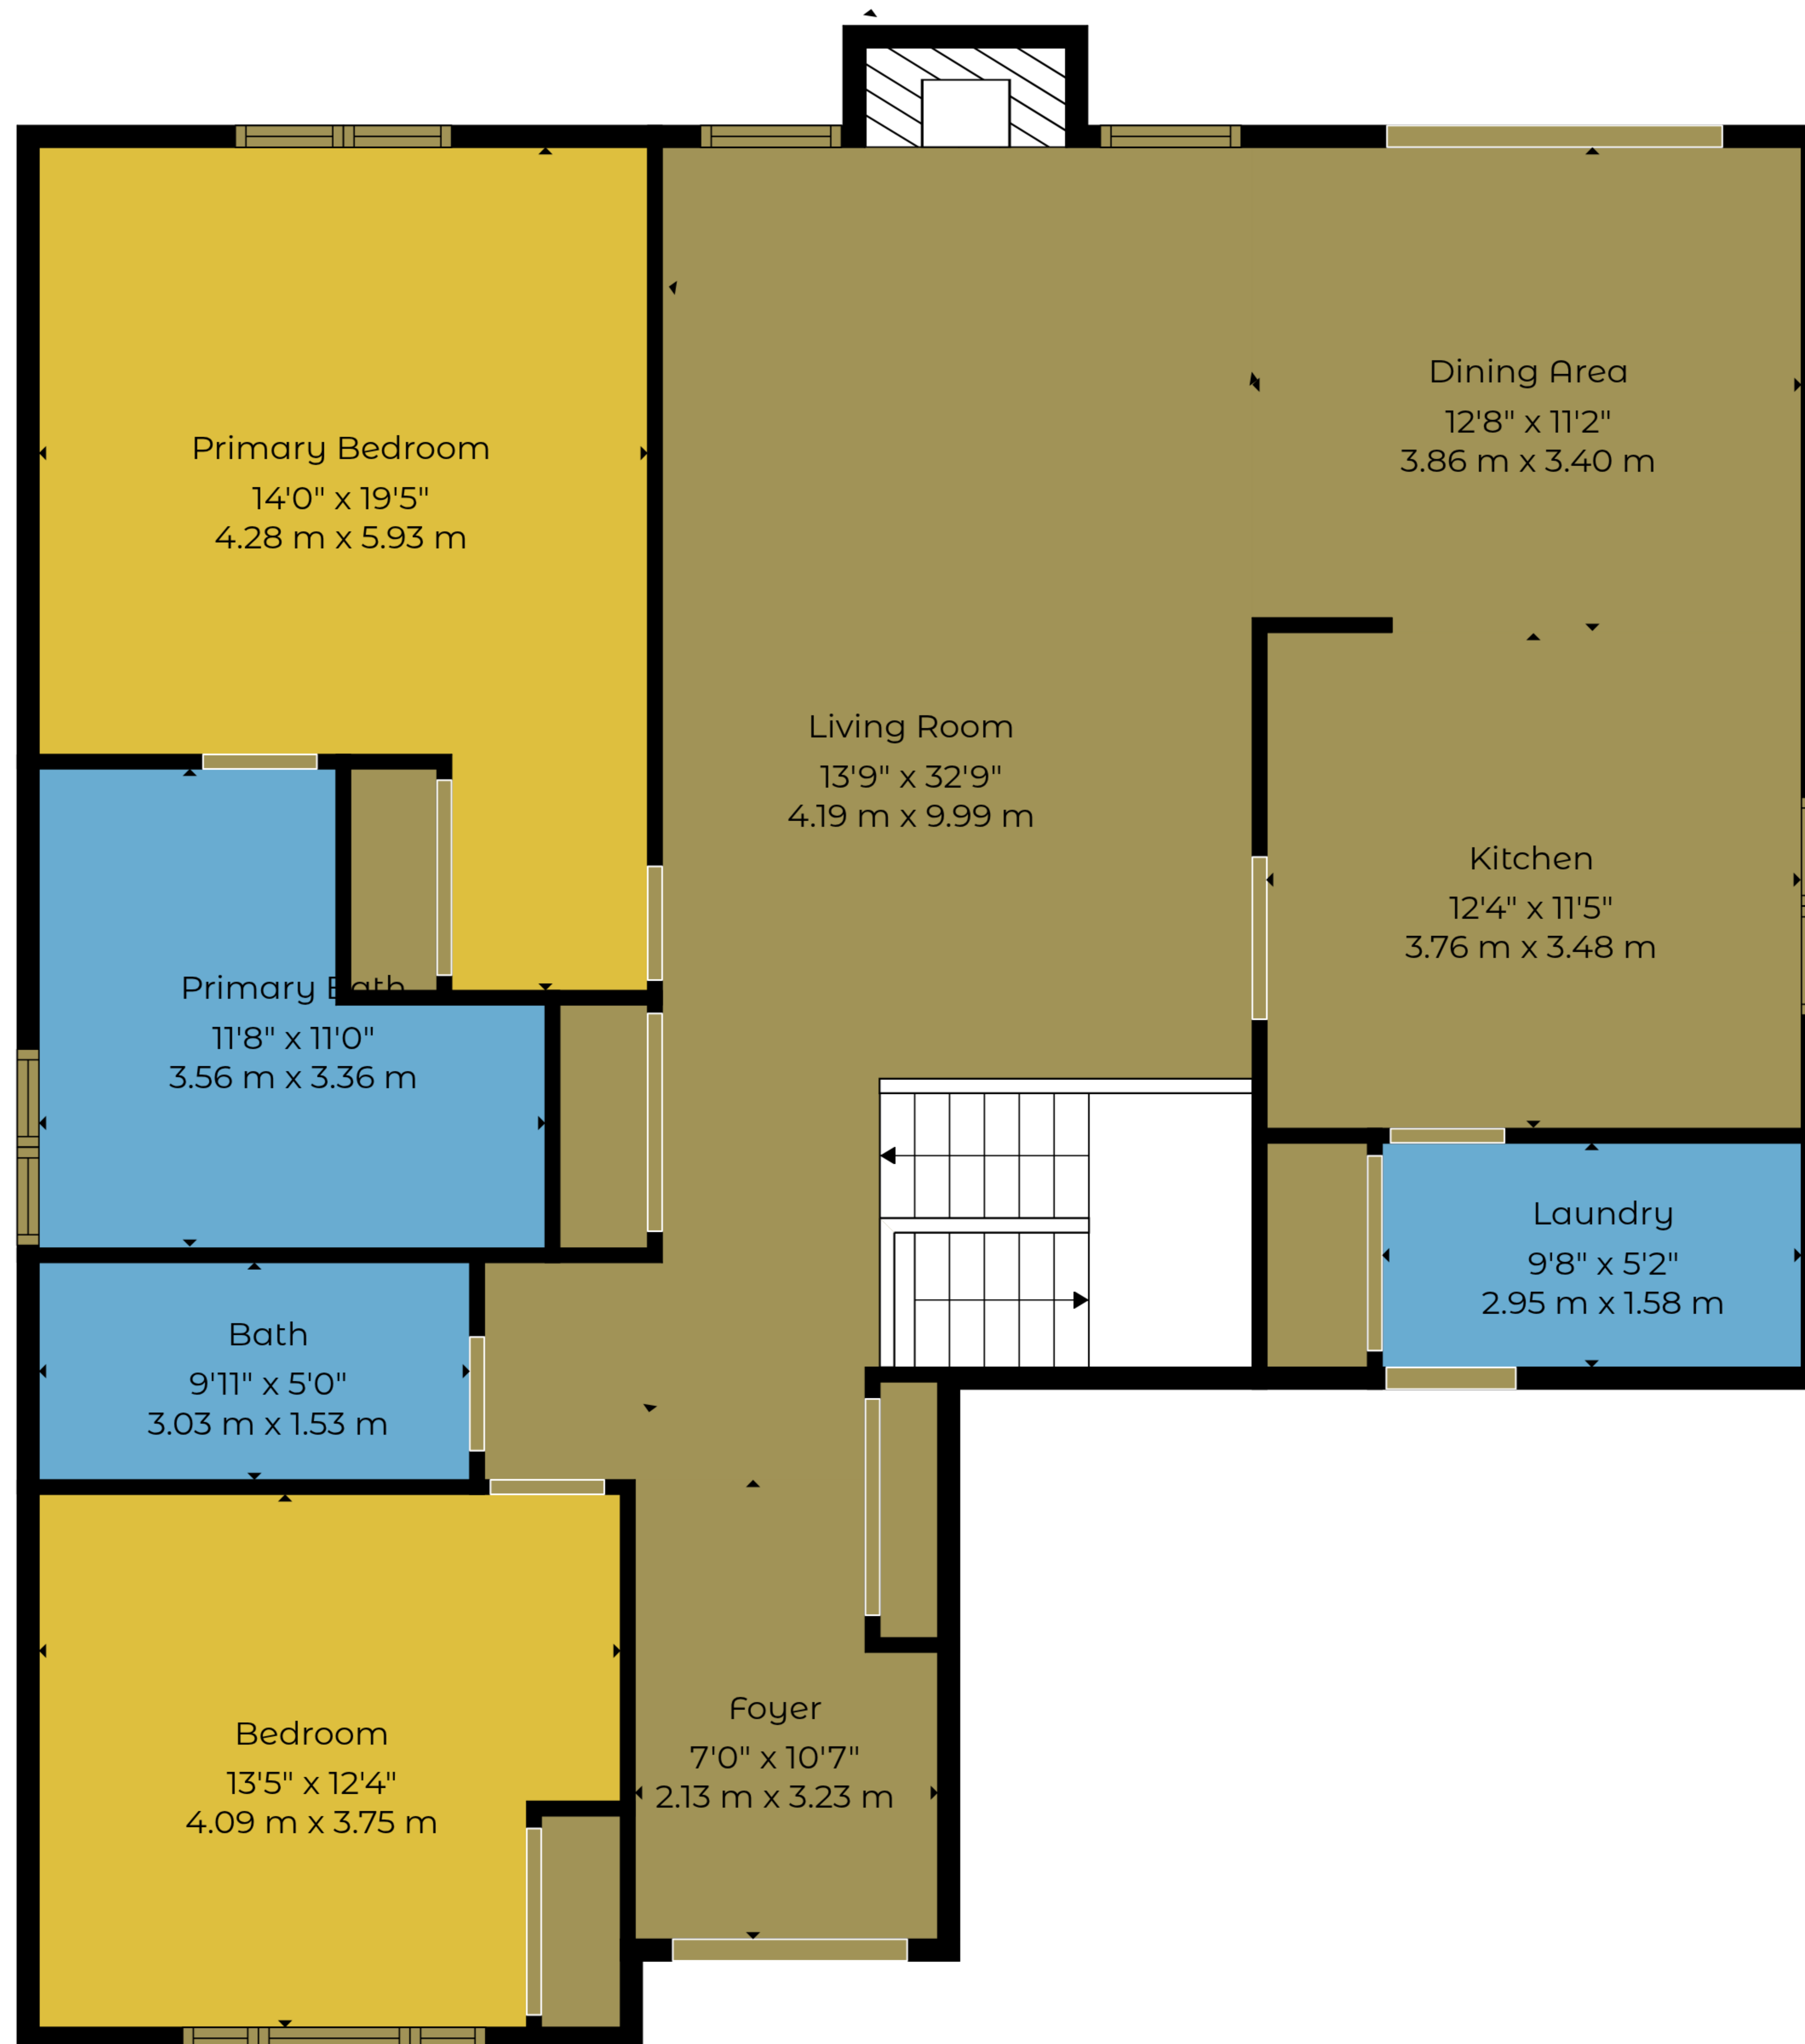 Dining Area
12'8" x 11'2"
3.86 m x 3.40 m
Primary Bedroom
14'0" x 19'5"
4.28 m x 5.93 m
Living Room
13'9" x 32'9"
4.19 m x 9.99 m
Kitchen
12'4" x 11'5"
3.76 m x 3.48 m
Primary Bath
11'8" x 11'0"
3.56 m x 3.36 m
Laundry
9'8" x 5'2"
2.95 m x 1.58 m
Bath
9'11" x 5'0"
3.03 m x 1.53 m
Foyer
7'0" x 10'7"
2.13 m x 3.23 m
Bedroom
13'5" x 12'4"
4.09 m x 3.75 m